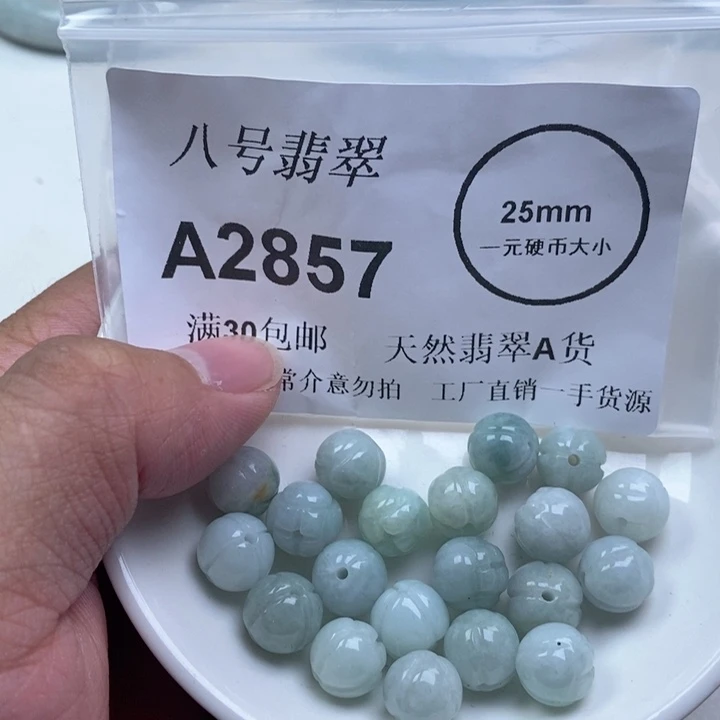 八号翡翠
A2857
25mm
一元硬币大小
满30包邮 天然翡翠A货
常介意勿拍 工厂直销一手货源